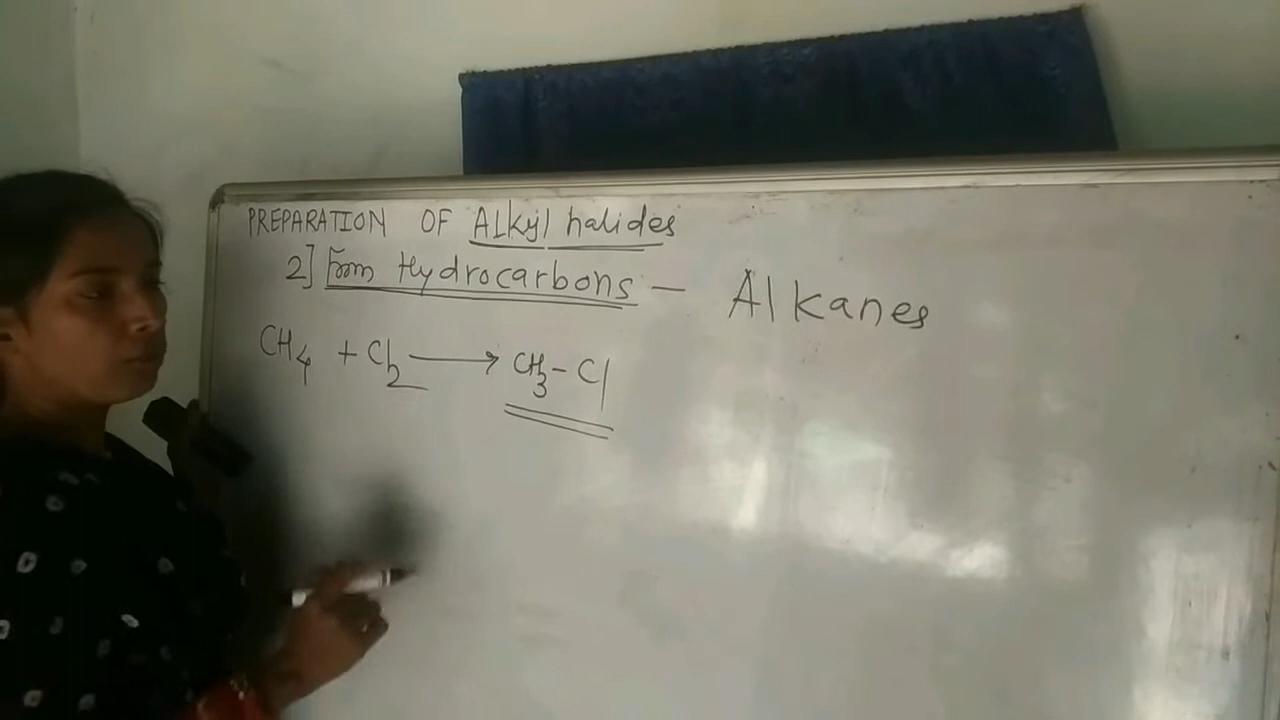 PREPARATION OF Alkyl halides
2] From Hydrocarbons — Alkanes
CH4 + Cl2 ⟶ CH3 – Cl